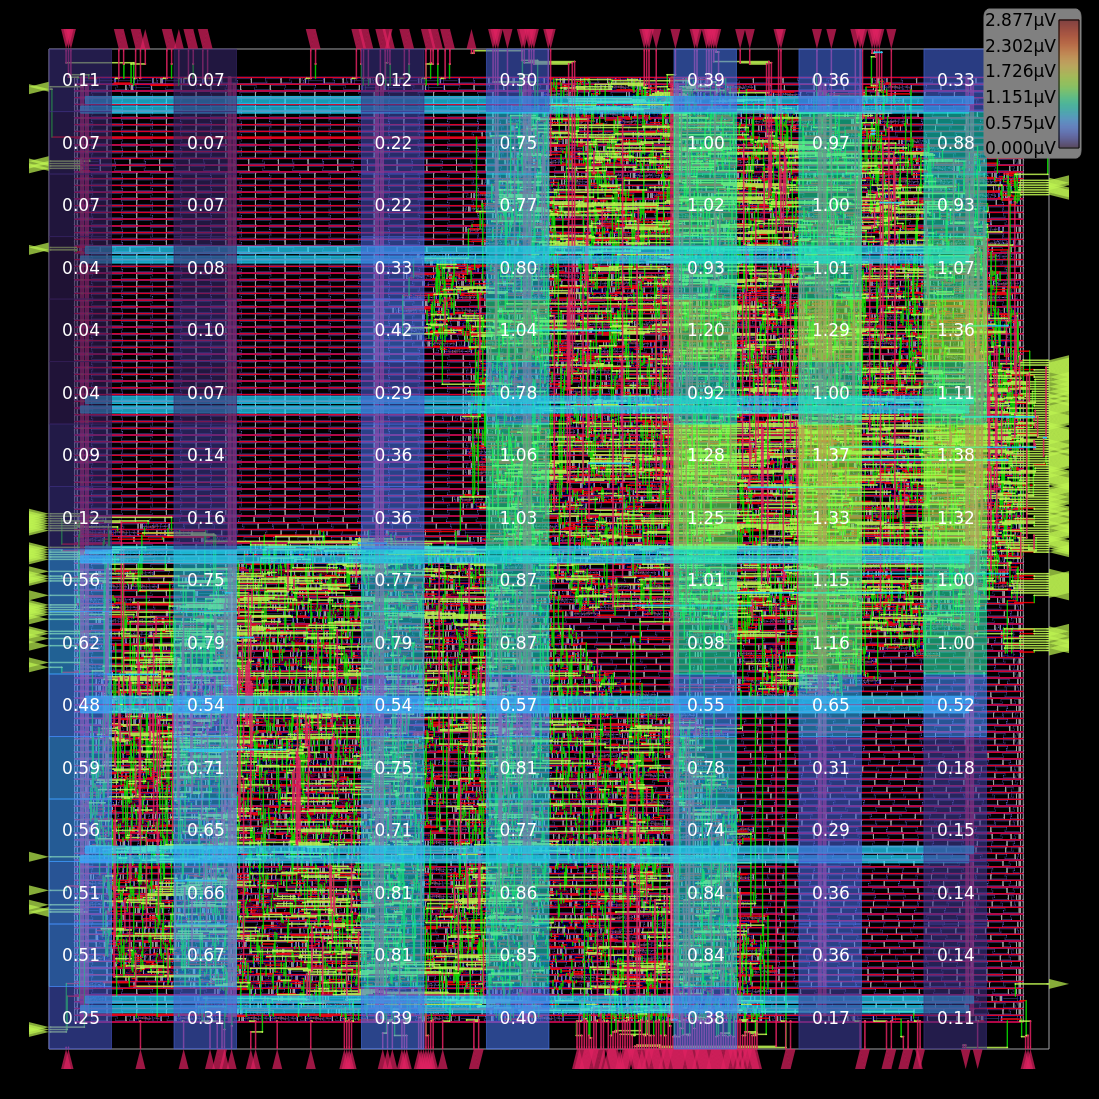 2.877µV
2.302µV
1.726µV
1.151µV
0.575µV
0.000µV
0.11 0.07 0.12 0.30 0.39 0.36 0.33
0.07 0.07 0.22 0.75 1.00 0.97 0.88
0.07 0.07 0.22 0.77 1.02 1.00 0.93
0.04 0.08 0.33 0.80 0.93 1.01 1.07
0.04 0.10 0.42 1.04 1.20 1.29 1.36
0.04 0.07 0.29 0.78 0.92 1.00 1.11
0.09 0.14 0.36 1.06 1.28 1.37 1.38
0.12 0.16 0.36 1.03 1.25 1.33 1.32
0.56 0.75 0.77 0.87 1.01 1.15 1.00
0.62 0.79 0.79 0.87 0.98 1.16 1.00
0.48 0.54 0.54 0.57 0.55 0.65 0.52
0.59 0.71 0.75 0.81 0.78 0.31 0.18
0.56 0.65 0.71 0.77 0.74 0.29 0.15
0.51 0.66 0.81 0.86 0.84 0.36 0.14
0.51 0.67 0.81 0.85 0.84 0.36 0.14
0.25 0.31 0.39 0.40 0.38 0.17 0.11